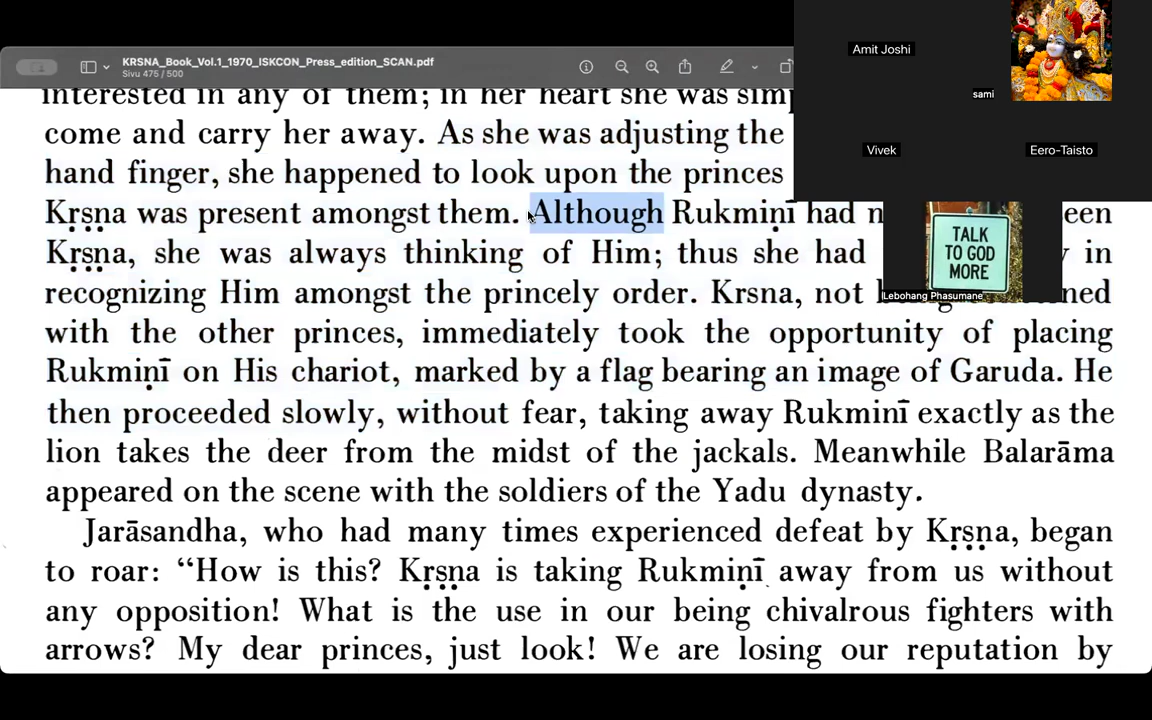 KRSNA_Book_Vol.1_1970_ISKCON_Press_edition_SCAN.pdf
Sivu 475 / 500
interested in any of them; in her heart she was
come and carry her away. As she was adjusting the
hand finger, she happened to look upon the princes
Kṛṣṇa was present amongst them. Although Rukmiṇī had
Kṛṣṇa, she was always thinking of Him; thus she had in
recognizing Him amongst the princely order. Krsna, not
with the other princes, immediately took the opportunity of placing
Rukmiṇī on His chariot, marked by a flag bearing an image of Garuda. He
then proceeded slowly, without fear, taking away Rukminī exactly as the
lion takes the deer from the midst of the jackals. Meanwhile Balarāma
appeared on the scene with the soldiers of the Yadu dynasty.
Jarāsandha, who had many times experienced defeat by Kṛṣṇa, began
to roar: “How is this? Kṛṣṇa is taking Rukmiṇī away from us without
any opposition! What is the use in our being chivalrous fighters with
arrows? My dear princes, just look! We are losing our reputation by
Amit Joshi
sami
Vivek
Eero-Taisto
TALK
TO GOD
MORE
Lebohang Phasumane